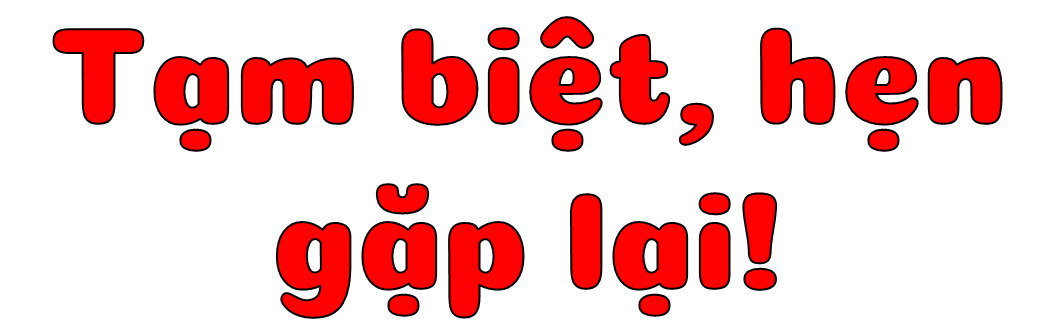 Tạm biệt, hẹn
gặp lại!